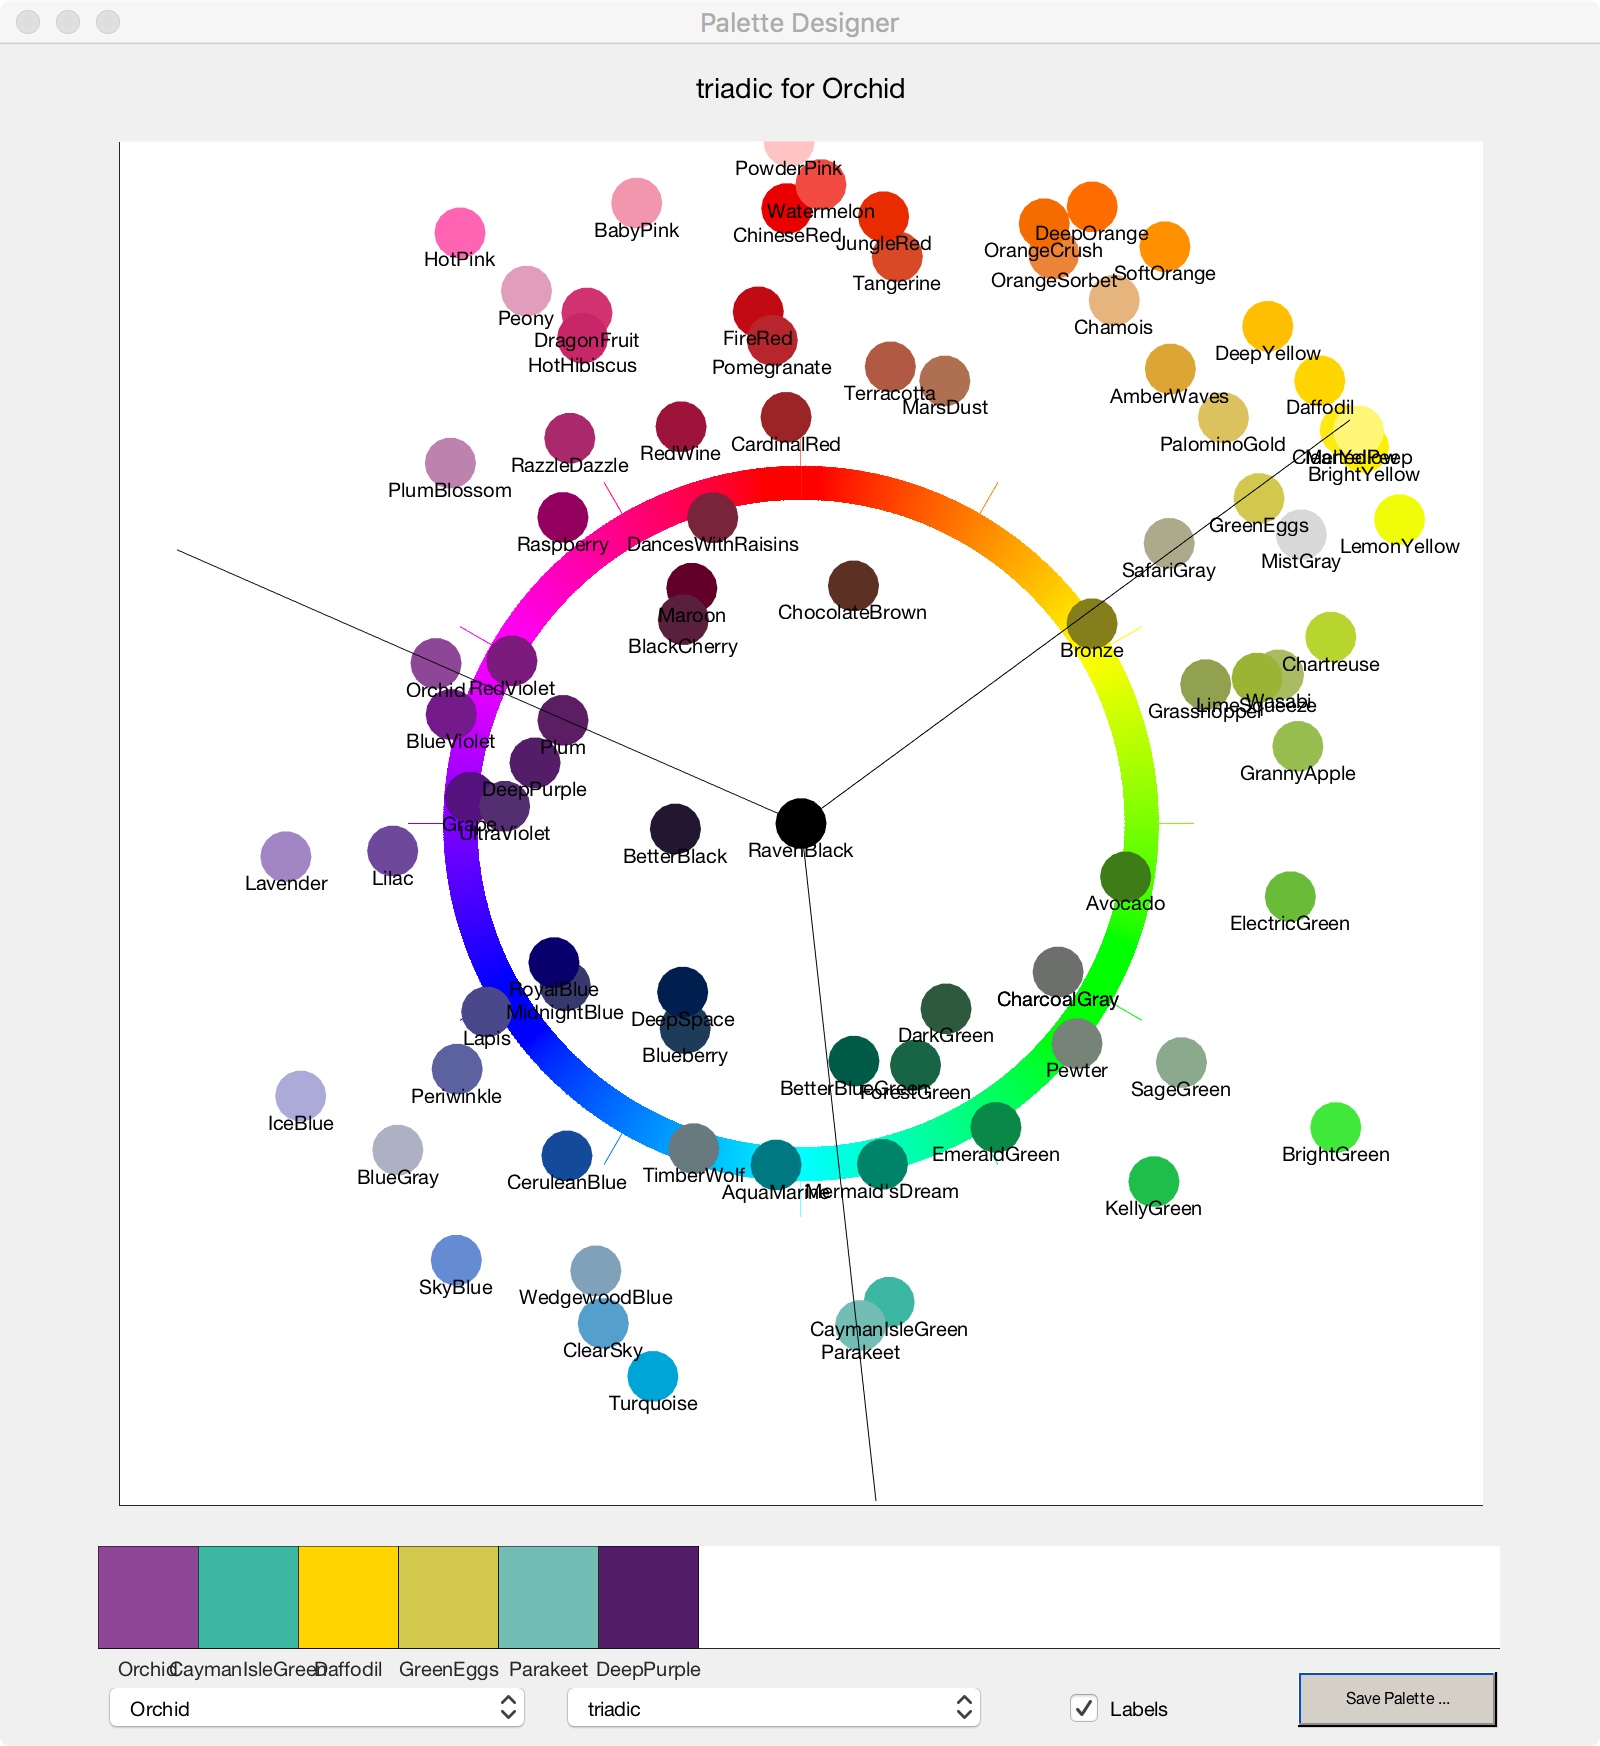 Palette Designer
triadic for Orchid
PowderPink
Watermelon
BabyPink
ChineseRed
JungleRed
DeepOrange
OrangeCrush
HotPink
SoftOrange
OrangeSorbet
Tangerine
Peony
Chamois
FireRed
DragonFruit
DeepYellow
HotHibiscus
Pomegranate
Terracotta
AmberWaves
MarsDust
Daffodil
CardinalRed
PalominoGold
RedWine
RazzleDazzle
BrightYellow
PlumBlossom
GreenEggs
Raspberry
DancesWithRaisins
LemonYellow
MistGray
SafariGray
ChocolateBrown
Maroon
BlackCherry
Bronze
Chartreuse
Orchid
RedViolet
Wasabi
LimeSqueeze
Grasshopper
BlueViolet
Plum
GrannyApple
DeepPurple
Grape
UltraViolet
RavenBlack
BetterBlack
Lilac
Lavender
Avocado
ElectricGreen
RoyalBlue
CharcoalGray
MidnightBlue
DeepSpace
DarkGreen
Lapis
Blueberry
Pewter
BetterBlueGreen
SageGreen
ForestGreen
Periwinkle
IceBlue
EmeraldGreen
BrightGreen
TimberWolf
BlueGray
CeruleanBlue
AquaMarine
Mermaid'sDream
KellyGreen
SkyBlue
WedgewoodBlue
CaymanIsleGreen
ClearSky
Parakeet
Turquoise
Orchid CaymanIsleGreen Daffodil GreenEggs Parakeet DeepPurple
Orchid triadic Labels Save Palette ...